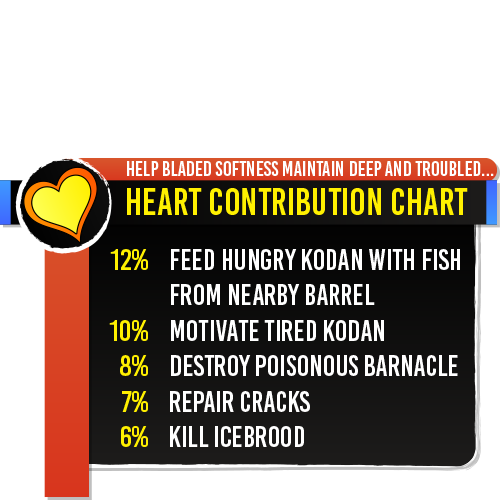 HELP BLADED SOFTNESS MAINTAIN DEEP AND TROUBLED...
HEART CONTRIBUTION CHART
12% FEED HUNGRY KODAN WITH FISH
FROM NEARBY BARREL
10% MOTIVATE TIRED KODAN
8% DESTROY POISONOUS BARNACLE
7% REPAIR CRACKS
6% KILL ICEBROOD